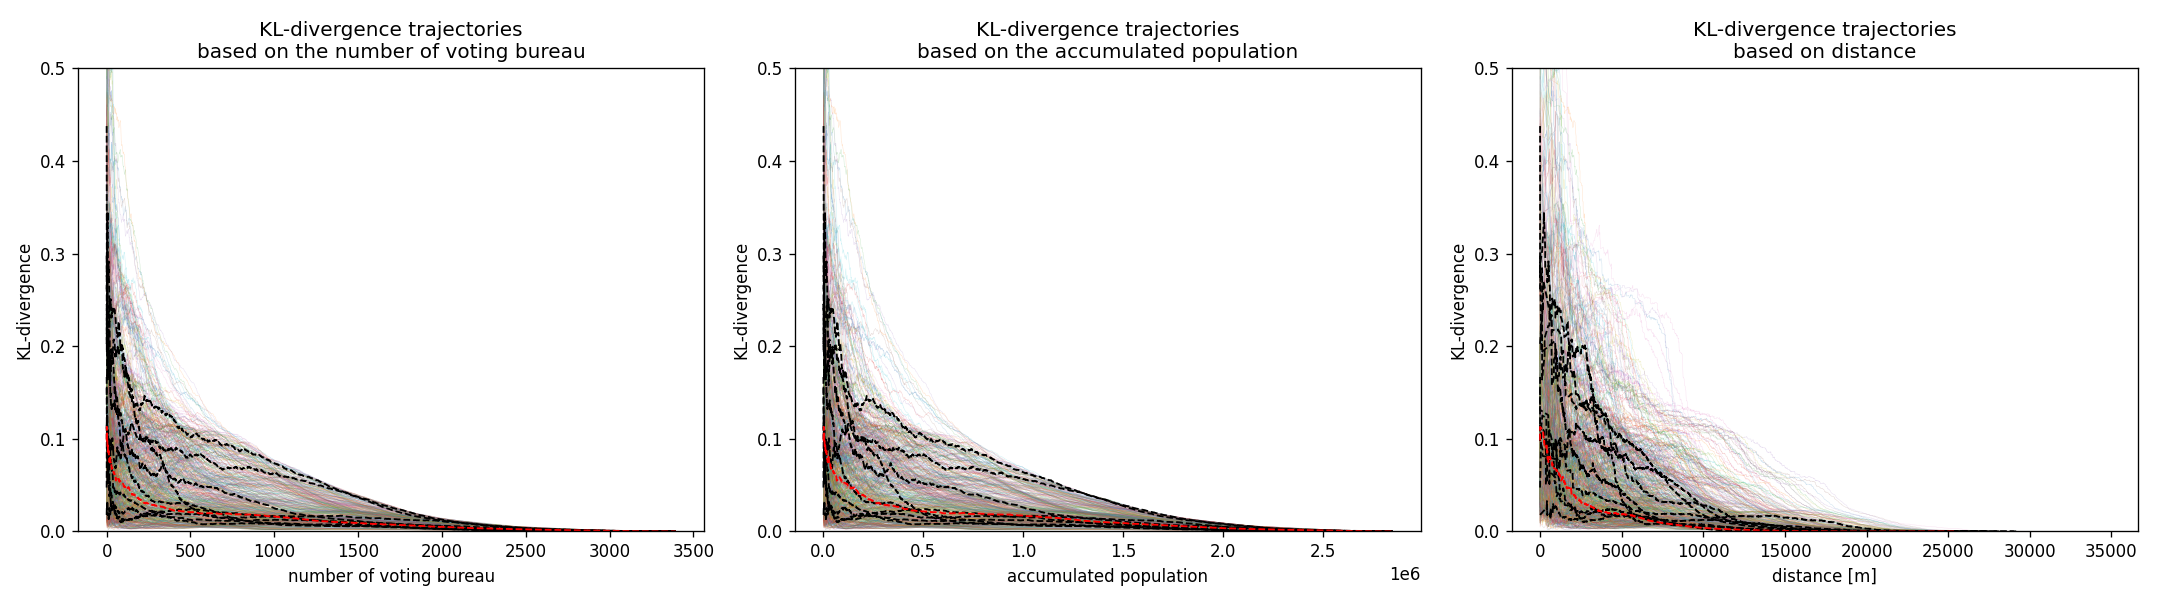 KL-divergence trajectories
based on the number of voting bureau
KL-divergence
0.5
0.4
0.3
0.2
0.1
0.0
0 500 1000 1500 2000 2500 3000 3500
number of voting bureau
KL-divergence trajectories
based on the accumulated population
KL-divergence
0.5
0.4
0.3
0.2
0.1
0.0
0.0 0.5 1.0 1.5 2.0 2.5
1e6
accumulated population
KL-divergence trajectories
based on distance
KL-divergence
0.5
0.4
0.3
0.2
0.1
0.0
0 5000 10000 15000 20000 25000 30000 35000
distance [m]